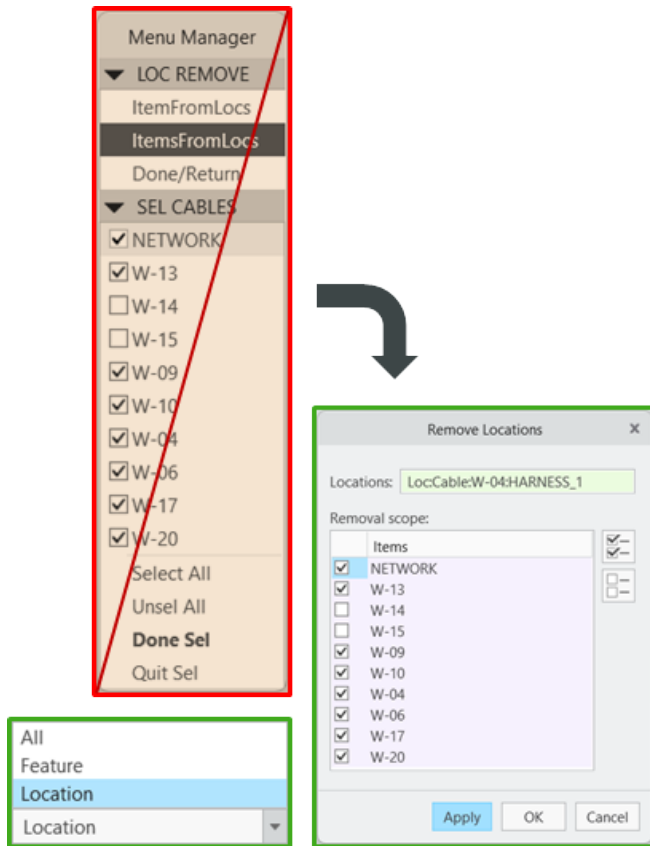 Menu Manager
LOC REMOVE
ItemFromLocs
ItemsFromLocs
Done/Return
SEL CABLES
NETWORK
W-13
W-14
W-15
W-09
W-10
W-04
W-06
W-17
W-20
Select All
Unsel All
Done Sel
Quit Sel
All
Feature
Location
Location
Remove Locations
Locations: Loc:Cable:W-04:HARNESS_1
Removal scope:
Items
NETWORK
W-13
W-14
W-15
W-09
W-10
W-04
W-06
W-17
W-20
Apply OK Cancel